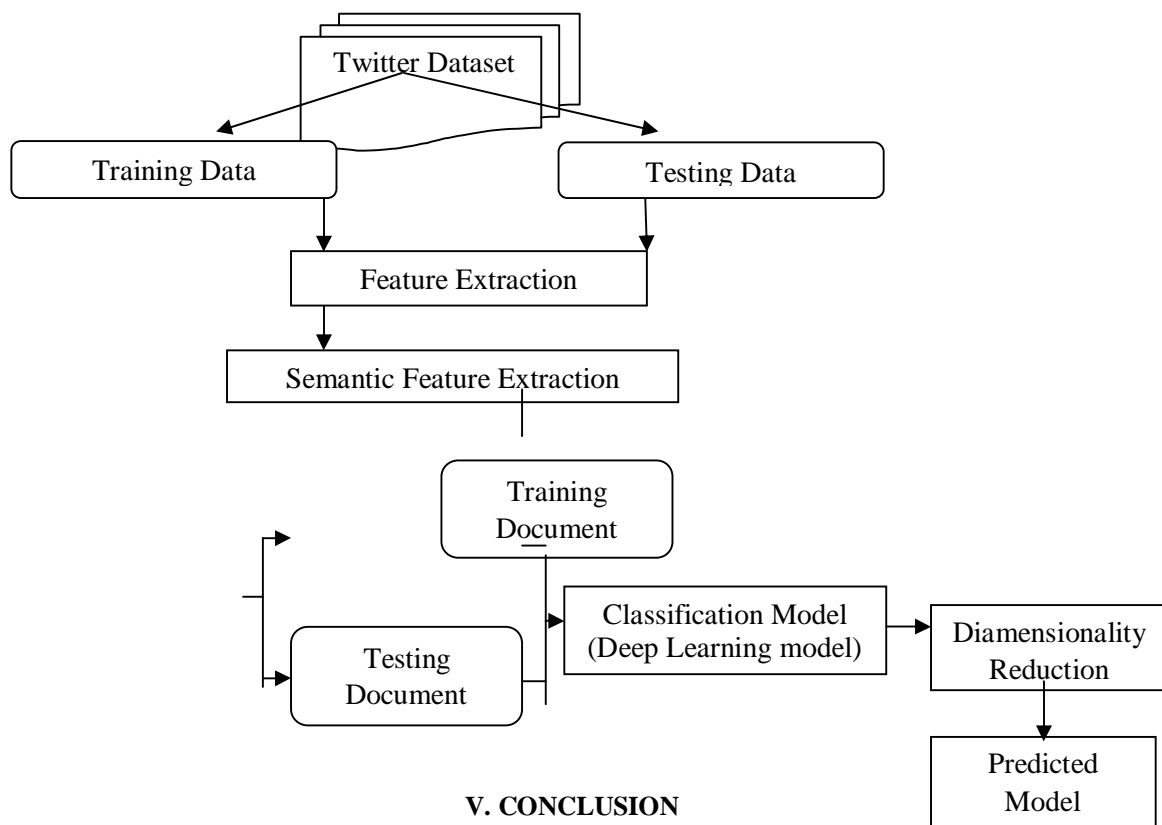 Twitter Dataset
Training Data
Testing Data
Feature Extraction
Semantic Feature Extraction
Training
Document
Testing
Document
Classification Model
(Deep Learning model)
Diamensionality
Reduction
Predicted
Model
V. CONCLUSION